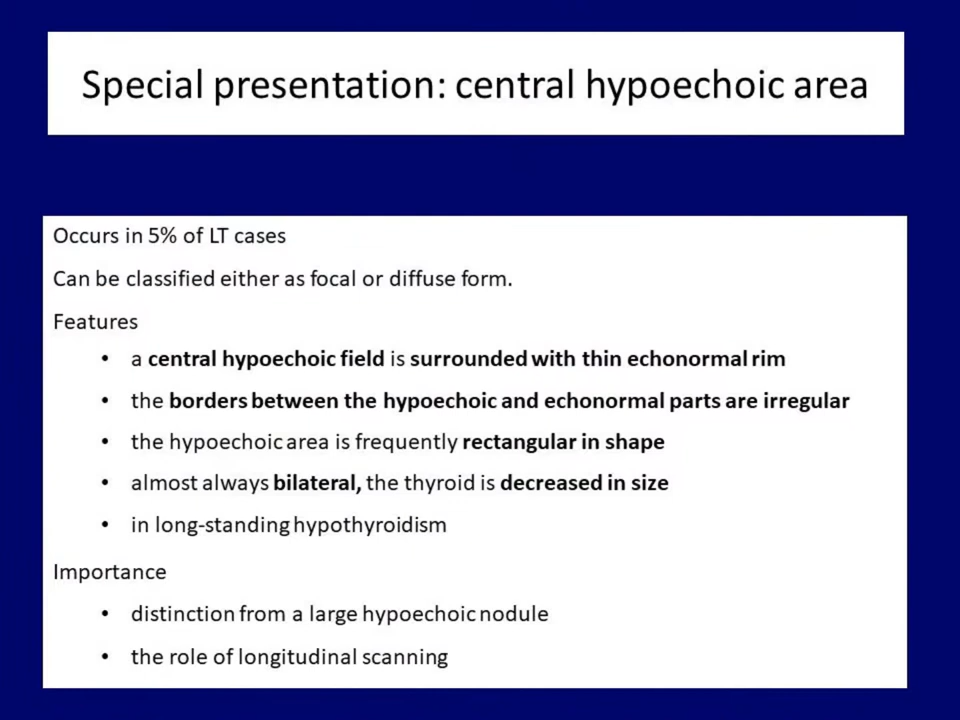 Special presentation: central hypoechoic area
Occurs in 5% of LT cases
Can be classified either as focal or diffuse form.
Features
• a central hypoechoic field is surrounded with thin echonormal rim
• the borders between the hypoechoic and echonormal parts are irregular
• the hypoechoic area is frequently rectangular in shape
• almost always bilateral, the thyroid is decreased in size
• in long-standing hypothyroidism
Importance
• distinction from a large hypoechoic nodule
• the role of longitudinal scanning